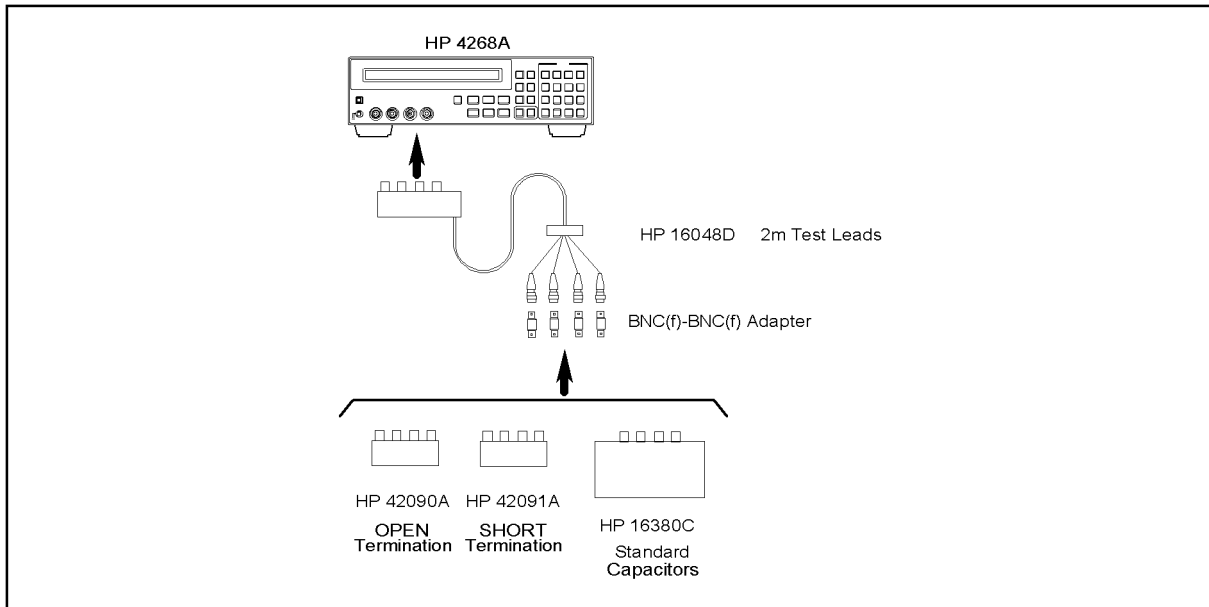 HP 4268A
HP 16048D 2m Test Leads
BNC(f)-BNC(f) Adapter
HP 42090A
OPEN
Termination
HP 42091A
SHORT
Termination
HP 16380C
Standard
Capacitors